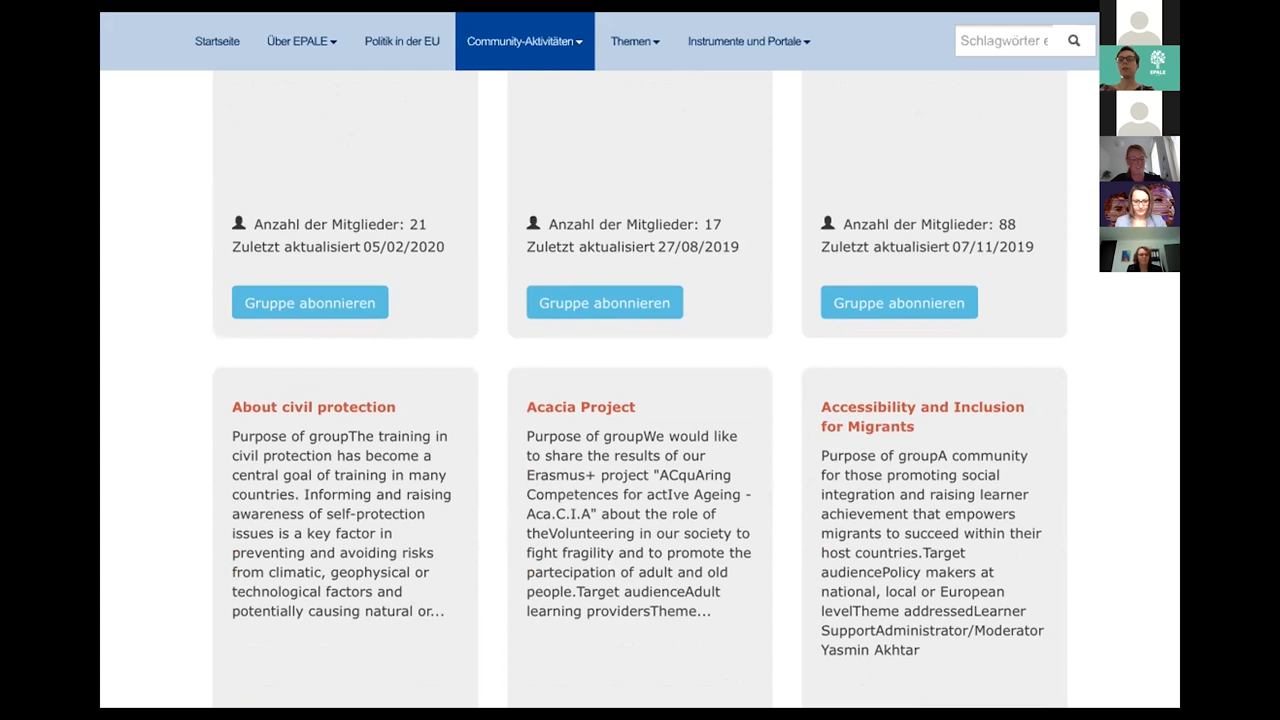 Startseite Über EPALE Politik in der EU Community-Aktivitäten Themen Instrumente und Portale Schlagwörter e
EPALE
Anzahl der Mitglieder: 21
Zuletzt aktualisiert 05/02/2020
Gruppe abonnieren
Anzahl der Mitglieder: 17
Zuletzt aktualisiert 27/08/2019
Gruppe abonnieren
Anzahl der Mitglieder: 88
Zuletzt aktualisiert 07/11/2019
Gruppe abonnieren
About civil protection
Purpose of groupThe training in
civil protection has become a
central goal of training in many
countries. Informing and raising
awareness of self-protection
issues is a key factor in
preventing and avoiding risks
from climatic, geophysical or
technological factors and
potentially causing natural or...
Acacia Project
Purpose of groupWe would like
to share the results of our
Erasmus+ project "ACquAring
Competences for actIve Ageing -
Aca.C.I.A" about the role of
theVolunteering in our society to
fight fragility and to promote the
partecipation of adult and old
people.Target audienceAdult
learning providersTheme...
Accessibility and Inclusion
for Migrants
Purpose of groupA community
for those promoting social
integration and raising learner
achievement that empowers
migrants to succeed within their
host countries.Target
audiencePolicy makers at
national, local or European
levelTheme addressedLearner
SupportAdministrator/Moderator
Yasmin Akhtar